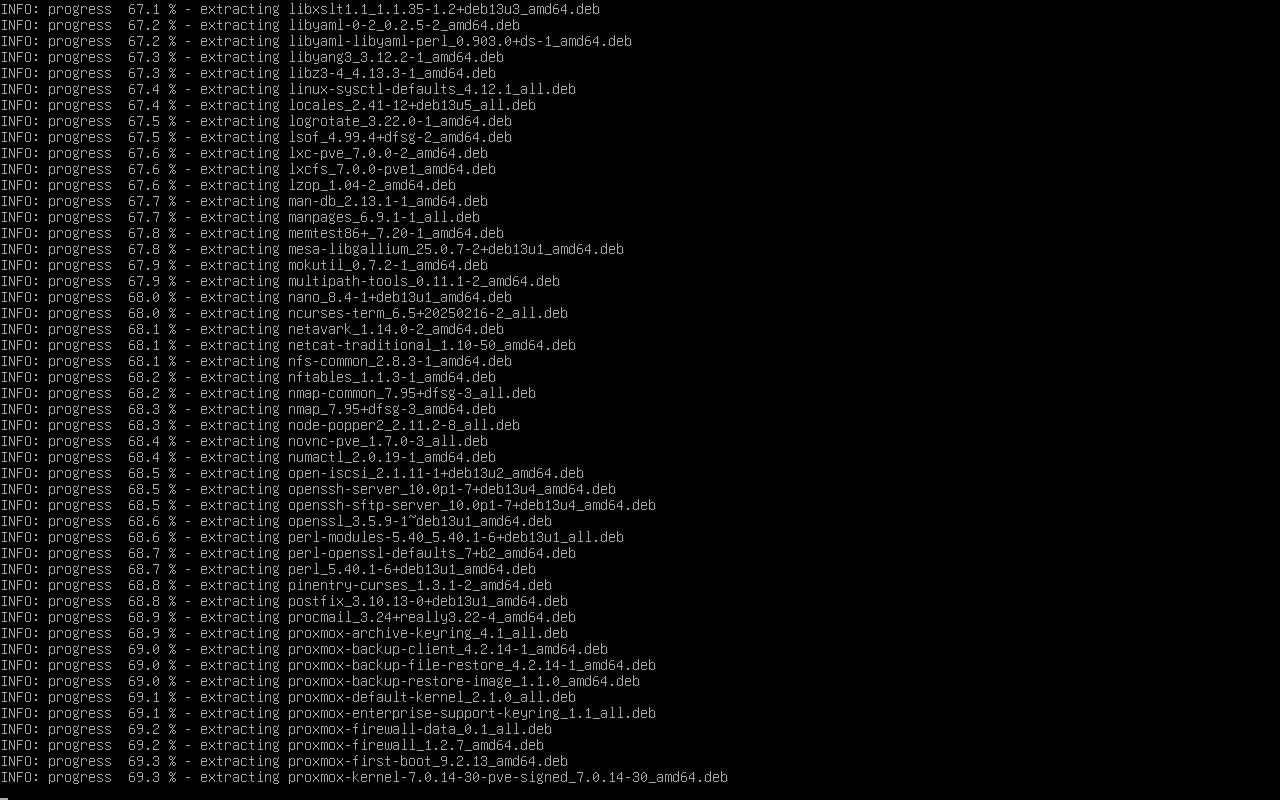 INFO: progress  67.1 % - extracting libxslt1.1_1.1.35-1.2+deb13u3_amd64.deb
INFO: progress  67.2 % - extracting libyaml-0-2_0.2.5-2_amd64.deb
INFO: progress  67.2 % - extracting libyaml-libyaml-perl_0.903.0+ds-1_amd64.deb
INFO: progress  67.3 % - extracting libyang3_3.12.2-1_amd64.deb
INFO: progress  67.3 % - extracting libz3-4_4.13.3-1_amd64.deb
INFO: progress  67.4 % - extracting linux-sysctl-defaults_4.12.1_all.deb
INFO: progress  67.4 % - extracting locales_2.41-12+deb13u5_all.deb
INFO: progress  67.5 % - extracting logrotate_3.22.0-1_amd64.deb
INFO: progress  67.5 % - extracting lsof_4.99.4+dfsg-2_amd64.deb
INFO: progress  67.6 % - extracting lxc-pve_7.0.0-2_amd64.deb
INFO: progress  67.6 % - extracting lxcfs_7.0.0-pve1_amd64.deb
INFO: progress  67.6 % - extracting lzop_1.04-2_amd64.deb
INFO: progress  67.7 % - extracting man-db_2.13.1-1_amd64.deb
INFO: progress  67.7 % - extracting manpages_6.9.1-1_all.deb
INFO: progress  67.8 % - extracting memtest86+_7.20-1_amd64.deb
INFO: progress  67.8 % - extracting mesa-libgallium_25.0.7-2+deb13u1_amd64.deb
INFO: progress  67.9 % - extracting mokutil_0.7.2-1_amd64.deb
INFO: progress  67.9 % - extracting multipath-tools_0.11.1-2_amd64.deb
INFO: progress  68.0 % - extracting nano_8.4-1+deb13u1_amd64.deb
INFO: progress  68.0 % - extracting ncurses-term_6.5+20250216-2_all.deb
INFO: progress  68.1 % - extracting netavark_1.14.0-2_amd64.deb
INFO: progress  68.1 % - extracting netcat-traditional_1.10-50_amd64.deb
INFO: progress  68.1 % - extracting nfs-common_2.8.3-1_amd64.deb
INFO: progress  68.2 % - extracting nftables_1.1.3-1_amd64.deb
INFO: progress  68.2 % - extracting nmap-common_7.95+dfsg-3_all.deb
INFO: progress  68.3 % - extracting nmap_7.95+dfsg-3_amd64.deb
INFO: progress  68.3 % - extracting node-popper2_2.11.2-8_all.deb
INFO: progress  68.4 % - extracting novnc-pve_1.7.0-3_all.deb
INFO: progress  68.4 % - extracting numactl_2.0.19-1_amd64.deb
INFO: progress  68.5 % - extracting open-iscsi_2.1.11-1+deb13u2_amd64.deb
INFO: progress  68.5 % - extracting openssh-server_10.0p1-7+deb13u4_amd64.deb
INFO: progress  68.5 % - extracting openssh-sftp-server_10.0p1-7+deb13u4_amd64.deb
INFO: progress  68.6 % - extracting openssl_3.5.9-1~deb13u1_amd64.deb
INFO: progress  68.6 % - extracting perl-modules-5.40_5.40.1-6+deb13u1_all.deb
INFO: progress  68.7 % - extracting perl-openssl-defaults_7+b2_amd64.deb
INFO: progress  68.7 % - extracting perl_5.40.1-6+deb13u1_amd64.deb
INFO: progress  68.8 % - extracting pinentry-curses_1.3.1-2_amd64.deb
INFO: progress  68.8 % - extracting postfix_3.10.13-0+deb13u1_amd64.deb
INFO: progress  68.9 % - extracting procmail_3.24+really3.22-4_amd64.deb
INFO: progress  68.9 % - extracting proxmox-archive-keyring_4.1_all.deb
INFO: progress  69.0 % - extracting proxmox-backup-client_4.2.14-1_amd64.deb
INFO: progress  69.0 % - extracting proxmox-backup-file-restore_4.2.14-1_amd64.deb
INFO: progress  69.0 % - extracting proxmox-backup-restore-image_1.1.0_amd64.deb
INFO: progress  69.1 % - extracting proxmox-default-kernel_2.1.0_all.deb
INFO: progress  69.1 % - extracting proxmox-enterprise-support-keyring_1.1_all.deb
INFO: progress  69.2 % - extracting proxmox-firewall-data_0.1_all.deb
INFO: progress  69.2 % - extracting proxmox-firewall_1.2.7_amd64.deb
INFO: progress  69.3 % - extracting proxmox-first-boot_9.2.13_amd64.deb
INFO: progress  69.3 % - extracting proxmox-kernel-7.0.14-30-pve-signed_7.0.14-30_amd64.deb